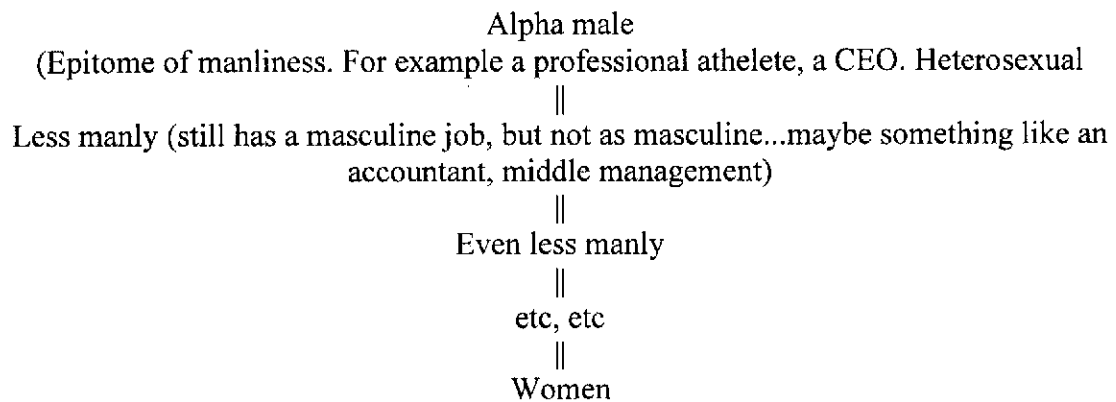 Alpha male
(Epitome of manliness. For example a professional athelete, a CEO. Heterosexual
||
Less manly (still has a masculine job, but not as masculine...maybe something like an
accountant, middle management)
||
Even less manly
||
etc, etc
||
Women